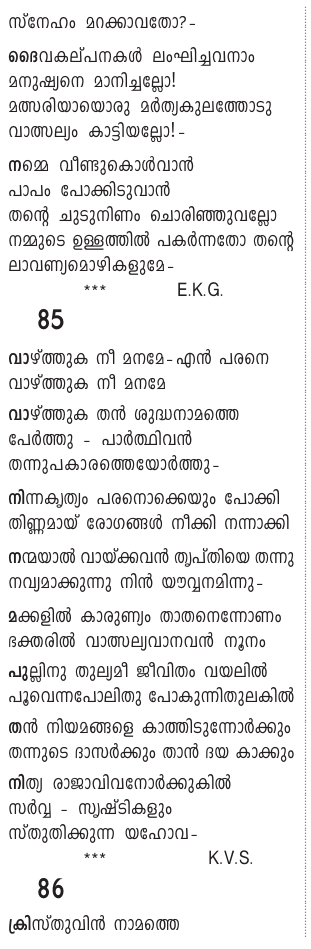 സ്നേഹം മറക്കാവതോ?-
ദൈവകല്പനകൾ ലംഘിച്ചവനാം
മനുഷ്യനെ മാനിച്ചല്ലോ!
മത്സരിയായൊരു മർത്യകുലത്തോടു
വാത്സല്യം കാട്ടിയല്ലോ!-
നമ്മെ വീണ്ടുകൊൾവാൻ
പാപം പോക്കിടുവാൻ
തന്റെ ചുടുനിണം ചൊരിഞ്ഞുവല്ലോ
നമ്മുടെ ഉള്ളത്തിൽ പകർന്നതോ തന്റെ
ലാവണ്യമൊഴികളുമേ-
*** E.K.G.
85
വാഴ്ത്തുക നീ മനമേ-എൻ പരനെ
വാഴ്ത്തുക നീ മനമേ
വാഴ്ത്തുക തൻ ശുദ്ധനാമത്തെ
പേർത്തു - പാർത്ഥിവൻ
തന്നുപകാരത്തെയോർത്തു-
നിന്നകൃത്യം പരനൊക്കെയും പോക്കി
തിണ്ണമായ് രോഗങ്ങൾ നീക്കി നന്നാക്കി
നന്മയാൽ വായ്ക്കവൻ തൃപ്തിയെ തന്നു
നവ്യമാക്കുന്നു നിൻ യൗവ്വനമിന്നു-
മക്കളിൽ കാരുണ്യം താതനെന്നോണം
ഭക്തരിൽ വാത്സല്യവാനവൻ നൂനം
പുല്ലിനു തുല്യമീ ജീവിതം വയലിൽ
പൂവെന്നപോലിതു പോകുന്നിതുലകിൽ
തൻ നിയമങ്ങളെ കാത്തിടുന്നോർക്കും
തന്നുടെ ദാസർക്കും താൻ ദയ കാക്കും
നിത്യ രാജാവിവനോർക്കുകിൽ
സർവ്വ - സൃഷ്ടികളും
സ്തുതിക്കുന്ന യഹോവ-
*** K.V.S.
86
ക്രിസ്തുവിൻ നാമത്തെ